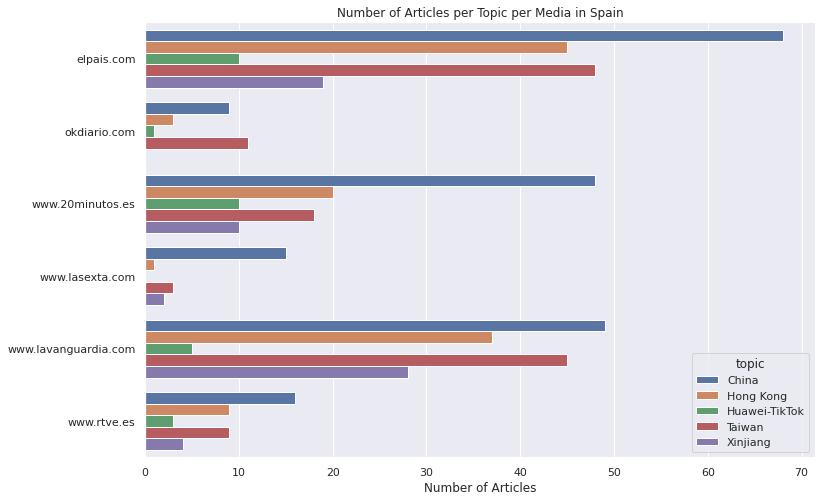 Number of Articles per Topic per Media in Spain
elpais.com
okdiario.com
www.20minutos.es
www.lasexta.com
www.lavanguardia.com
www.rtve.es
topic
China
Hong Kong
Huawei-TikTok
Taiwan
Xinjiang
0 10 20 30 40 50 60 70
Number of Articles